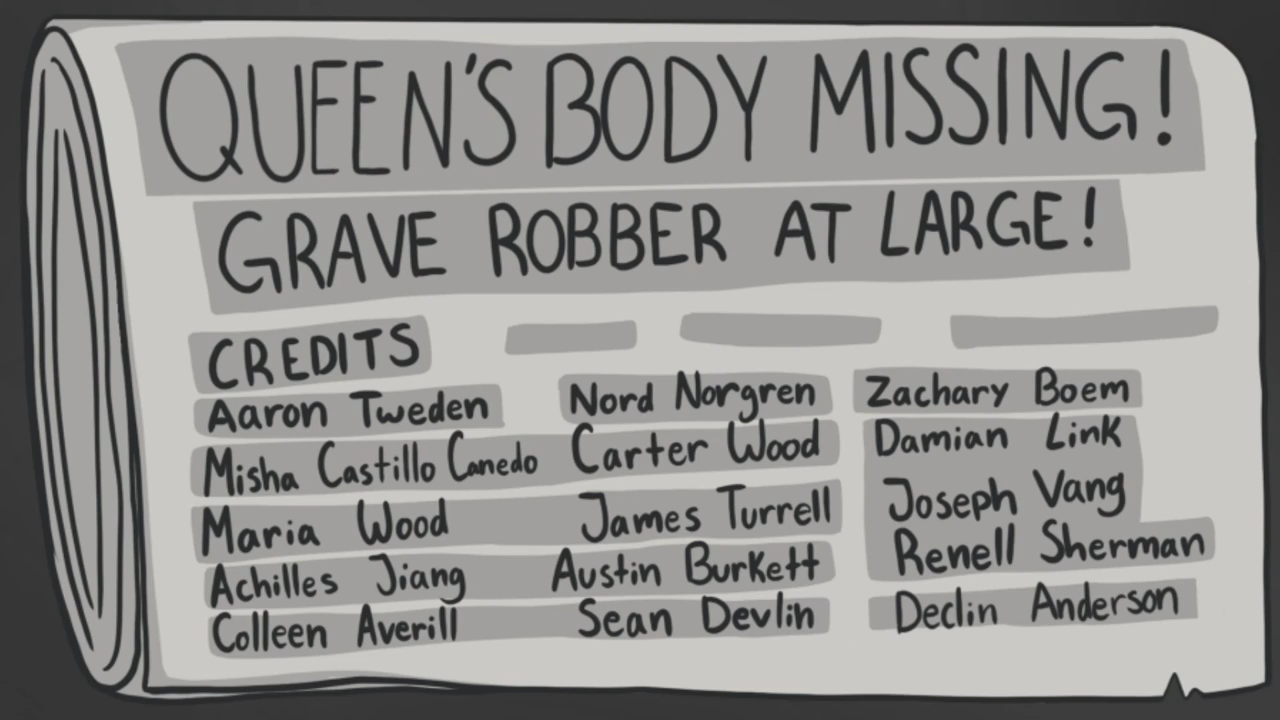 QUEEN'S BODY MISSING!
GRAVE ROBBER AT LARGE!
CREDITS
Aaron Tweden
Misha Castillo Canedo
Maria Wood
Achilles Jiang
Colleen Averill
Nord Norgren
Carter Wood
James Turrell
Austin Burkett
Sean Devlin
Zachary Boem
Damian Link
Joseph Vang
Renell Sherman
Declin Anderson